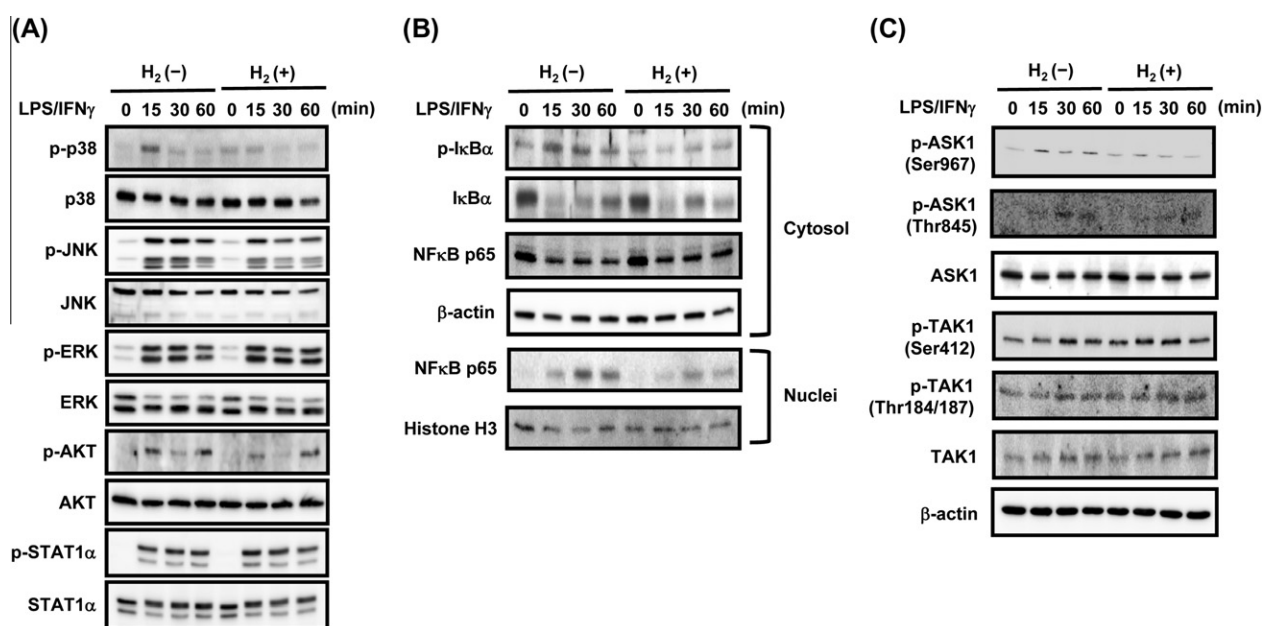 (A)
H₂ (−) H₂ (+)
LPS/IFNγ 0 15 30 60 0 15 30 60 (min)
p-p38
p38
p-JNK
JNK
p-ERK
ERK
p-AKT
AKT
p-STAT1α
STAT1α
(B)
H₂ (−) H₂ (+)
LPS/IFNγ 0 15 30 60 0 15 30 60 (min)
p-IκBα
IκBα
NFκB p65
β-actin
Cytosol
NFκB p65
Histone H3
Nuclei
(C)
H₂ (−) H₂ (+)
LPS/IFNγ 0 15 30 60 0 15 30 60 (min)
p-ASK1
(Ser967)
p-ASK1
(Thr845)
ASK1
p-TAK1
(Ser412)
p-TAK1
(Thr184/187)
TAK1
β-actin